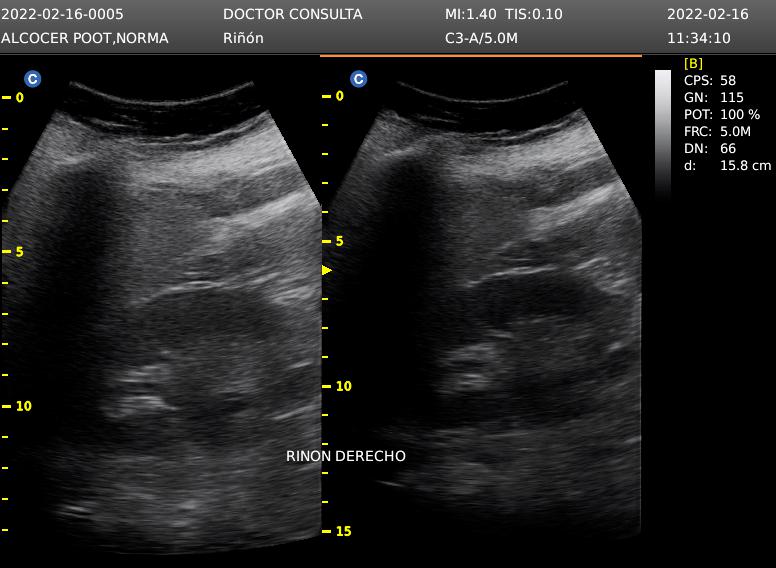 2022-02-16-0005 DOCTOR CONSULTA MI:1.40 TIS:0.10 2022-02-16
ALCOCER POOT,NORMA Riñón C3-A/5.0M 11:34:10
C C [B]
0 0 CPS: 58
GN: 115
POT: 100 %
FRC: 5.0M
DN: 66
d: 15.8 cm
5 5
10 10
RINON DERECHO
15